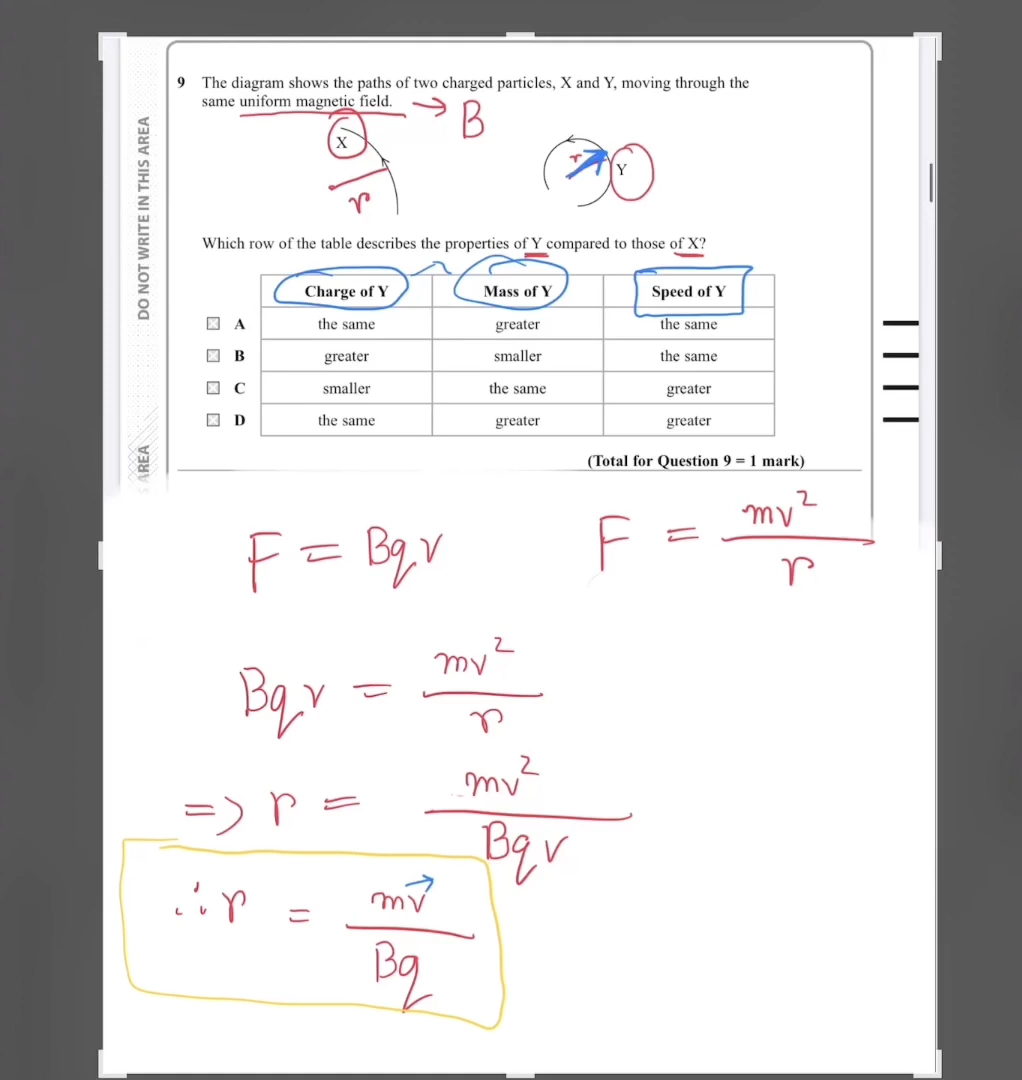 DO NOT WRITE IN THIS AREA
AREA
9 The diagram shows the paths of two charged particles, X and Y, moving through the
same uniform magnetic field. → B
X
r
r
Y
Which row of the table describes the properties of Y compared to those of X?
Charge of Y Mass of Y Speed of Y
A the same greater the same
B greater smaller the same
C smaller the same greater
D the same greater greater
(Total for Question 9 = 1 mark)
F = Bqv F = mv²/r
Bqv = mv²/r
=> r = mv²/Bqv
∴ r = mv/Bq